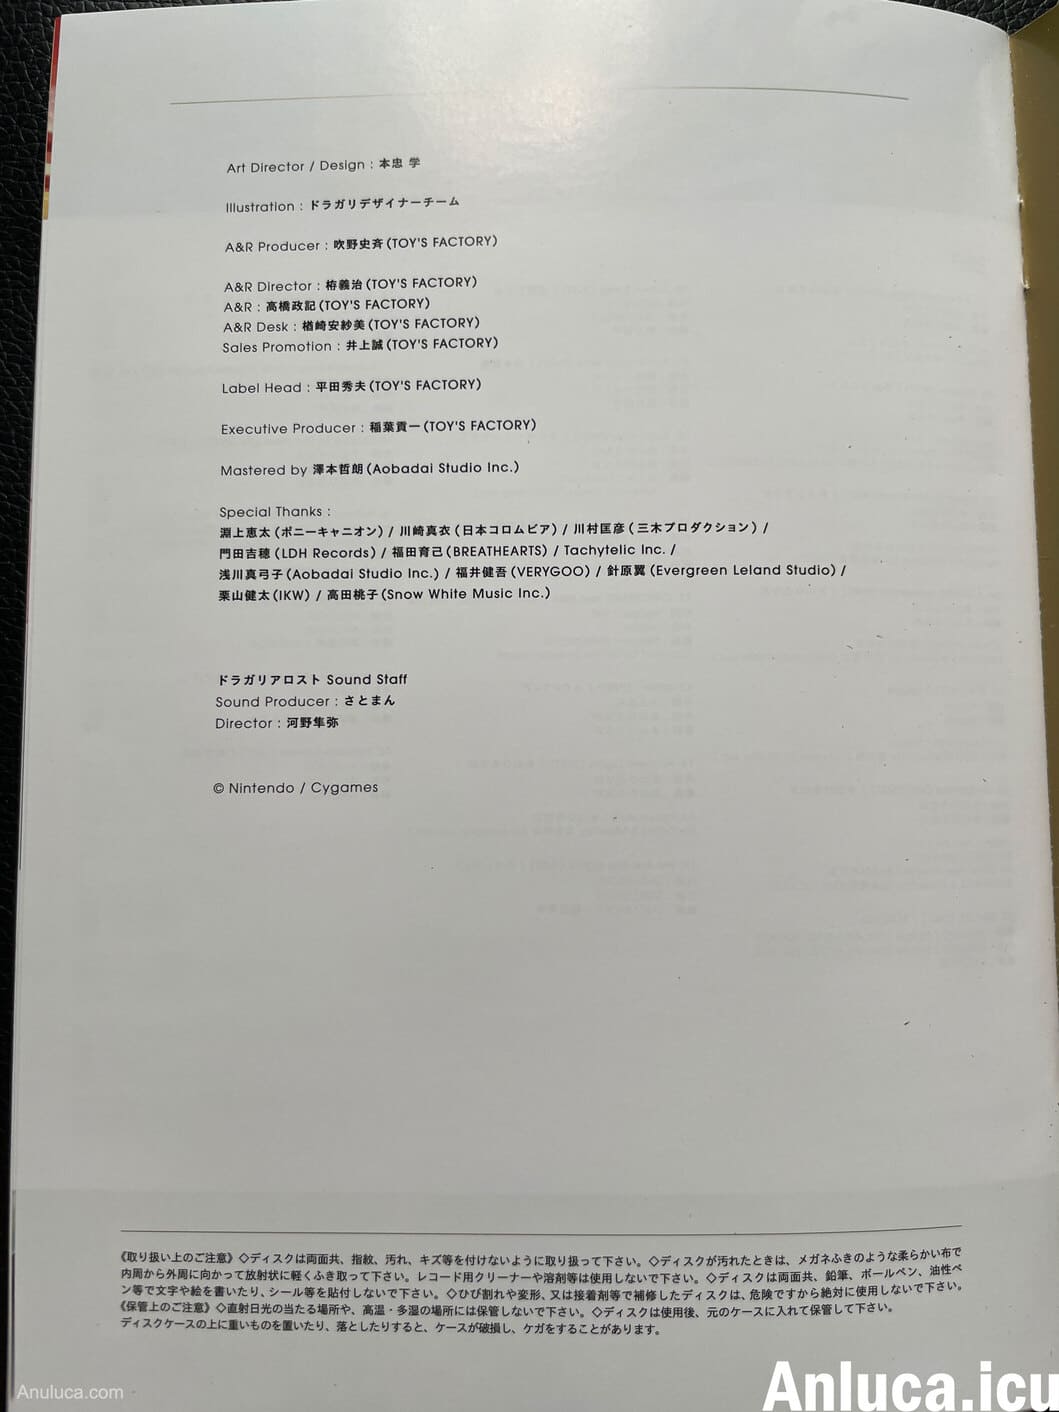 Art Director / Design : 本忠 学
Illustration : ドラガリデザイナーチーム
A&R Producer : 吹野史斉(TOY'S FACTORY)
A&R Director : 椿義治(TOY'S FACTORY)
A&R : 高橋政記(TOY'S FACTORY)
A&R Desk : 楢崎安紗美(TOY'S FACTORY)
Sales Promotion : 井上誠(TOY'S FACTORY)
Label Head : 平田秀夫(TOY'S FACTORY)
Executive Producer : 稲葉貢一(TOY'S FACTORY)
Mastered by 澤本哲朗(Aobadai Studio Inc.)
Special Thanks :
淵上恵太(ポニーキャニオン) / 川崎真衣(日本コロムビア) / 川村匡彦(三木プロダクション) /
門田吉穂(LDH Records) / 福田育己(BREATHEARTS) / Tachytelic Inc. /
浅川真弓子(Aobadai Studio Inc.) / 福井健吾(VERYGOO) / 針原翼(Evergreen Leland Studio) /
栗山健太(IKW) / 高田桃子(Snow White Music Inc.)
ドラガリアロスト Sound Staff
Sound Producer : さとまん
Director : 河野隼弥
© Nintendo / Cygames
《取り扱い上のご注意》◇ディスクは両面共、指紋、汚れ、キズ等を付けないように取り扱って下さい。◇ディスクが汚れたときは、メガネふきのような柔らかい布で
内周から外周に向かって放射状に軽くふき取って下さい。レコード用クリーナーや溶剤等は使用しないで下さい。◇ディスクは両面共、鉛筆、ボールペン、油性ペ
ン等で文字や絵を書いたり、シール等を貼付しないで下さい。◇ひび割れや変形、又は接着剤等で補修したディスクは、危険ですから絶対に使用しないで下さい。
《保管上のご注意》◇直射日光の当たる場所や、高温・多湿の場所には保管しないで下さい。◇ディスクは使用後、元のケースに入れて保管して下さい。
ディスクケースの上に重いものを置いたり、落としたりすると、ケースが破損し、ケガをすることがあります。
Anuluca.com
Anluca.icu